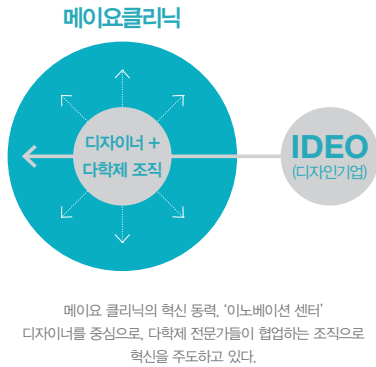 메이요클리닉
디자이너 +
다학제 조직
IDEO
(디자인기업)
메이요 클리닉의 혁신 동력, ‘이노베이션 센터’
디자이너를 중심으로, 다학제 전문가들이 협업하는 조직으로
혁신을 주도하고 있다.